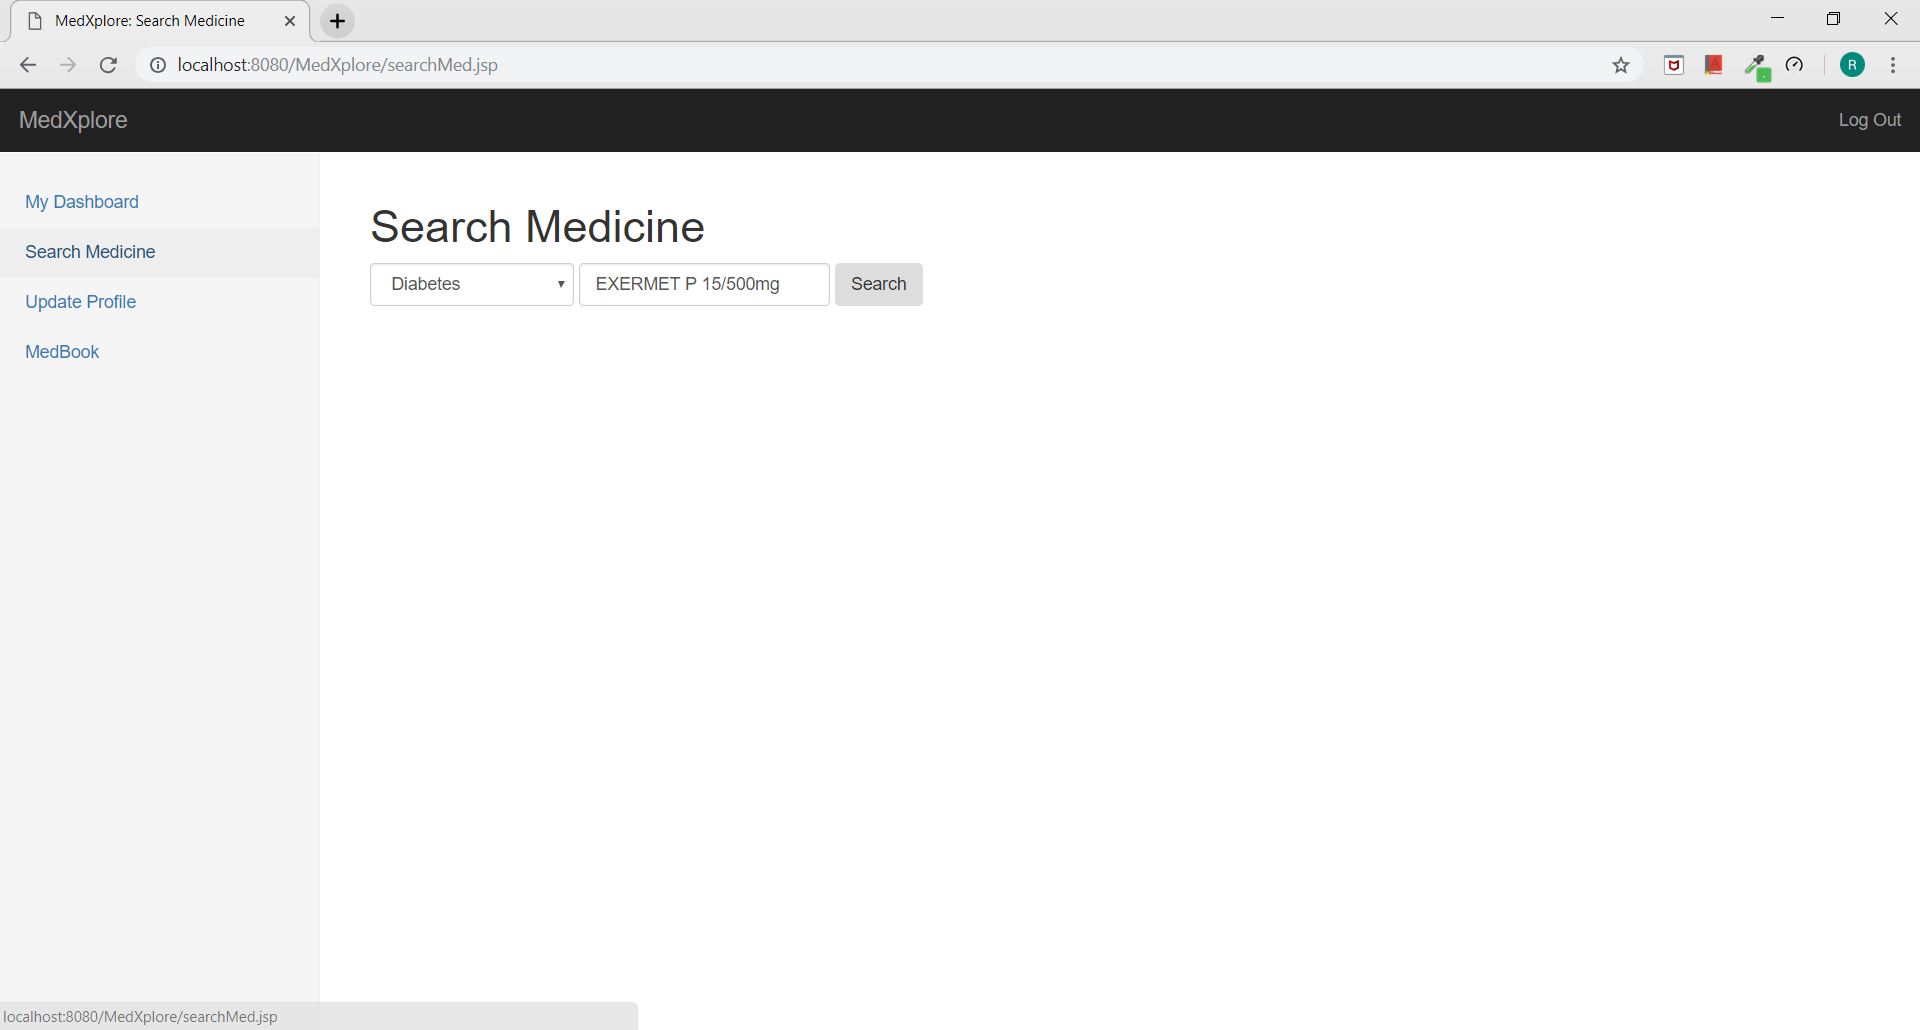 MedXplore: Search Medicine
localhost:8080/MedXplore/searchMed.jsp
R
MedXplore
Log Out
My Dashboard
Search Medicine
Update Profile
MedBook
Search Medicine
Diabetes EXERMET P 15/500mg Search
localhost:8080/MedXplore/searchMed.jsp